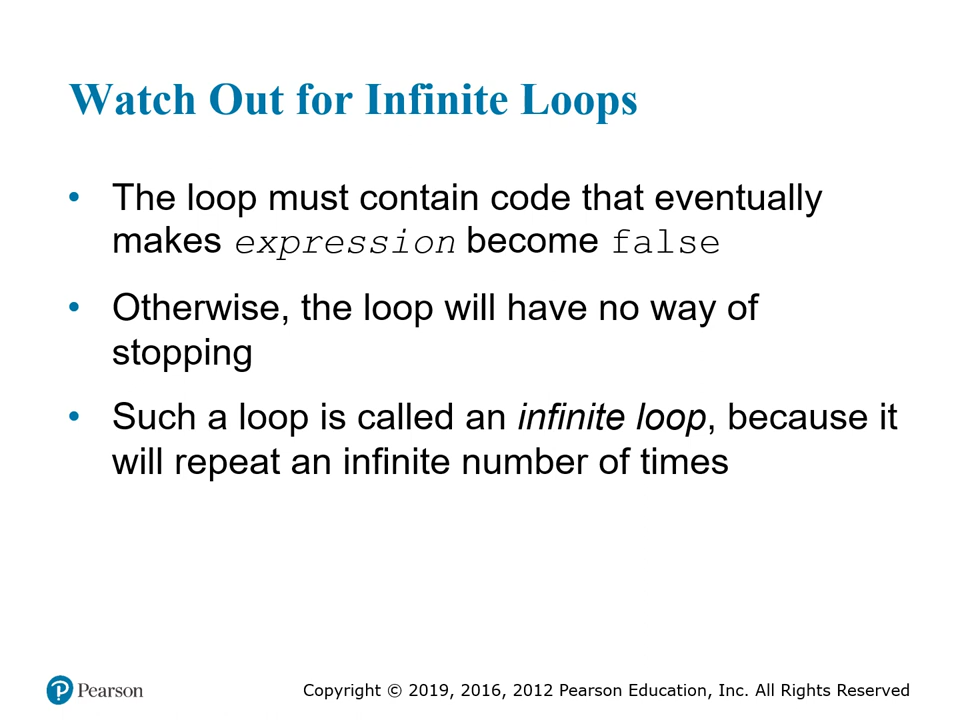 Watch Out for Infinite Loops
• The loop must contain code that eventually
makes expression become false
• Otherwise, the loop will have no way of
stopping
• Such a loop is called an infinite loop, because it
will repeat an infinite number of times
Pearson
Copyright © 2019, 2016, 2012 Pearson Education, Inc. All Rights Reserved